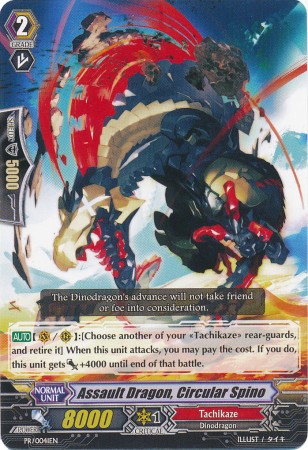 2
GRADE
SHIELD
5000
The Dinodragon's advance will not take friend
or foe into consideration.
AUTO [V/R]:[Choose another of your «Tachikaze» rear-guards,
and retire it] When this unit attacks, you may pay the cost. If you do,
this unit gets +4000 until end of that battle.
NORMAL
UNIT
Assault Dragon, Circular Spino
POWER
8000
1
CRITICAL
Tachikaze
Dinodragon
PR/0041EN
ILLUST / タイキ